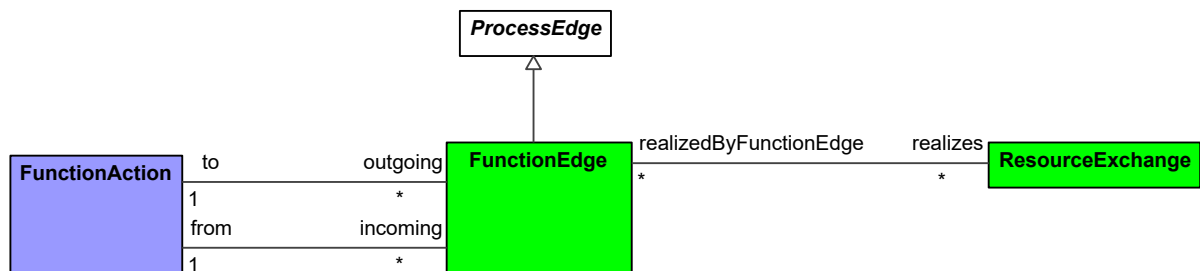 ProcessEdge
FunctionAction
to
outgoing
1
*
from
incoming
1
*
FunctionEdge
realizedByFunctionEdge
realizes
*
*
ResourceExchange